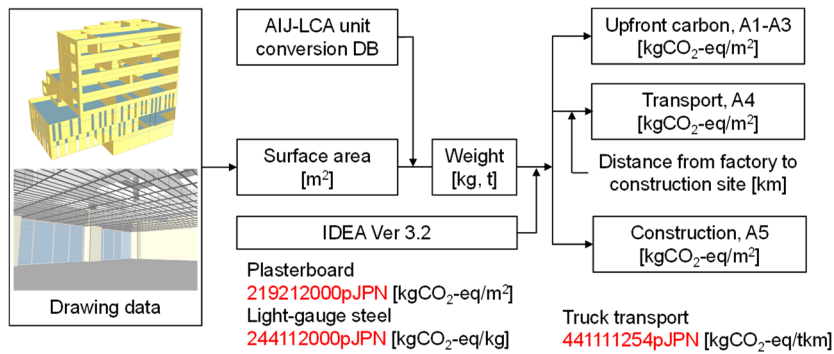 AIJ-LCA unit
conversion DB
Upfront carbon, A1-A3
[kgCO₂-eq/m²]
Transport, A4
[kgCO₂-eq/m²]
Surface area
[m²]
Weight
[kg, t]
Distance from factory to
construction site [km]
IDEA Ver 3.2
Construction, A5
[kgCO₂-eq/m²]
Drawing data
Plasterboard
219212000pJPN [kgCO₂-eq/m²]
Light-gauge steel
244112000pJPN [kgCO₂-eq/kg]
Truck transport
441111254pJPN [kgCO₂-eq/tkm]